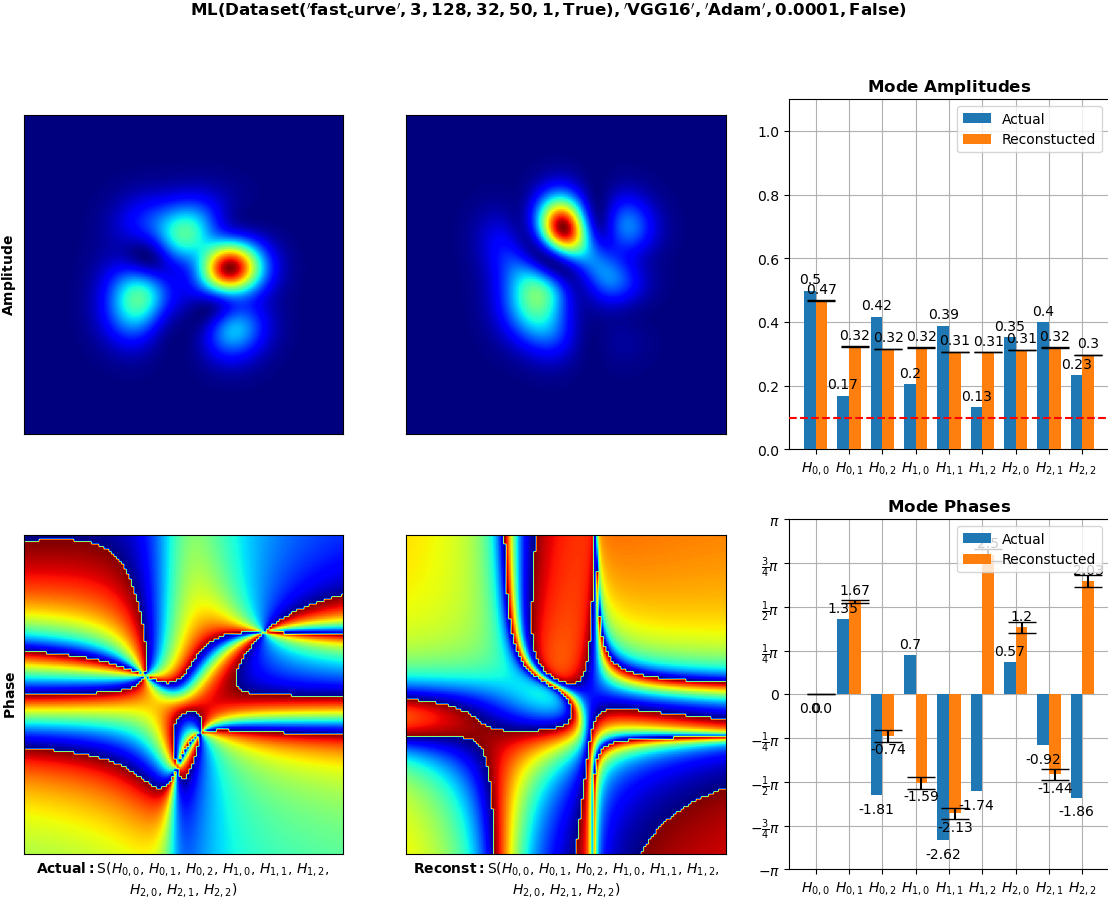 ML(Dataset('fast_curve', 3, 128, 32, 50, 1, True), 'VGG16', 'Adam', 0.0001, False)
Amplitude
Mode Amplitudes
Actual
Reconstucted
1.0
0.8
0.6
0.4
0.2
0.0
0.5
0.47
0.17
0.32
0.42
0.32
0.2
0.32
0.39
0.31
0.13
0.31
0.35
0.31
0.4
0.32
0.23
0.3
H0,0 H0,1 H0,2 H1,0 H1,1 H1,2 H2,0 H2,1 H2,2
Phase
Mode Phases
Actual
Reconstucted
π
3/4π
1/2π
1/4π
0
−1/4π
−1/2π
−3/4π
−π
0.0
0.0
1.35
1.67
-1.81
-0.74
0.7
-1.59
-2.62
-2.13
-1.74
2.5
0.57
1.2
-0.92
-1.44
-1.86
2.03
H0,0 H0,1 H0,2 H1,0 H1,1 H1,2 H2,0 H2,1 H2,2
Actual: S(H0,0, H0,1, H0,2, H1,0, H1,1, H1,2,
H2,0, H2,1, H2,2)
Reconst: S(H0,0, H0,1, H0,2, H1,0, H1,1, H1,2,
H2,0, H2,1, H2,2)